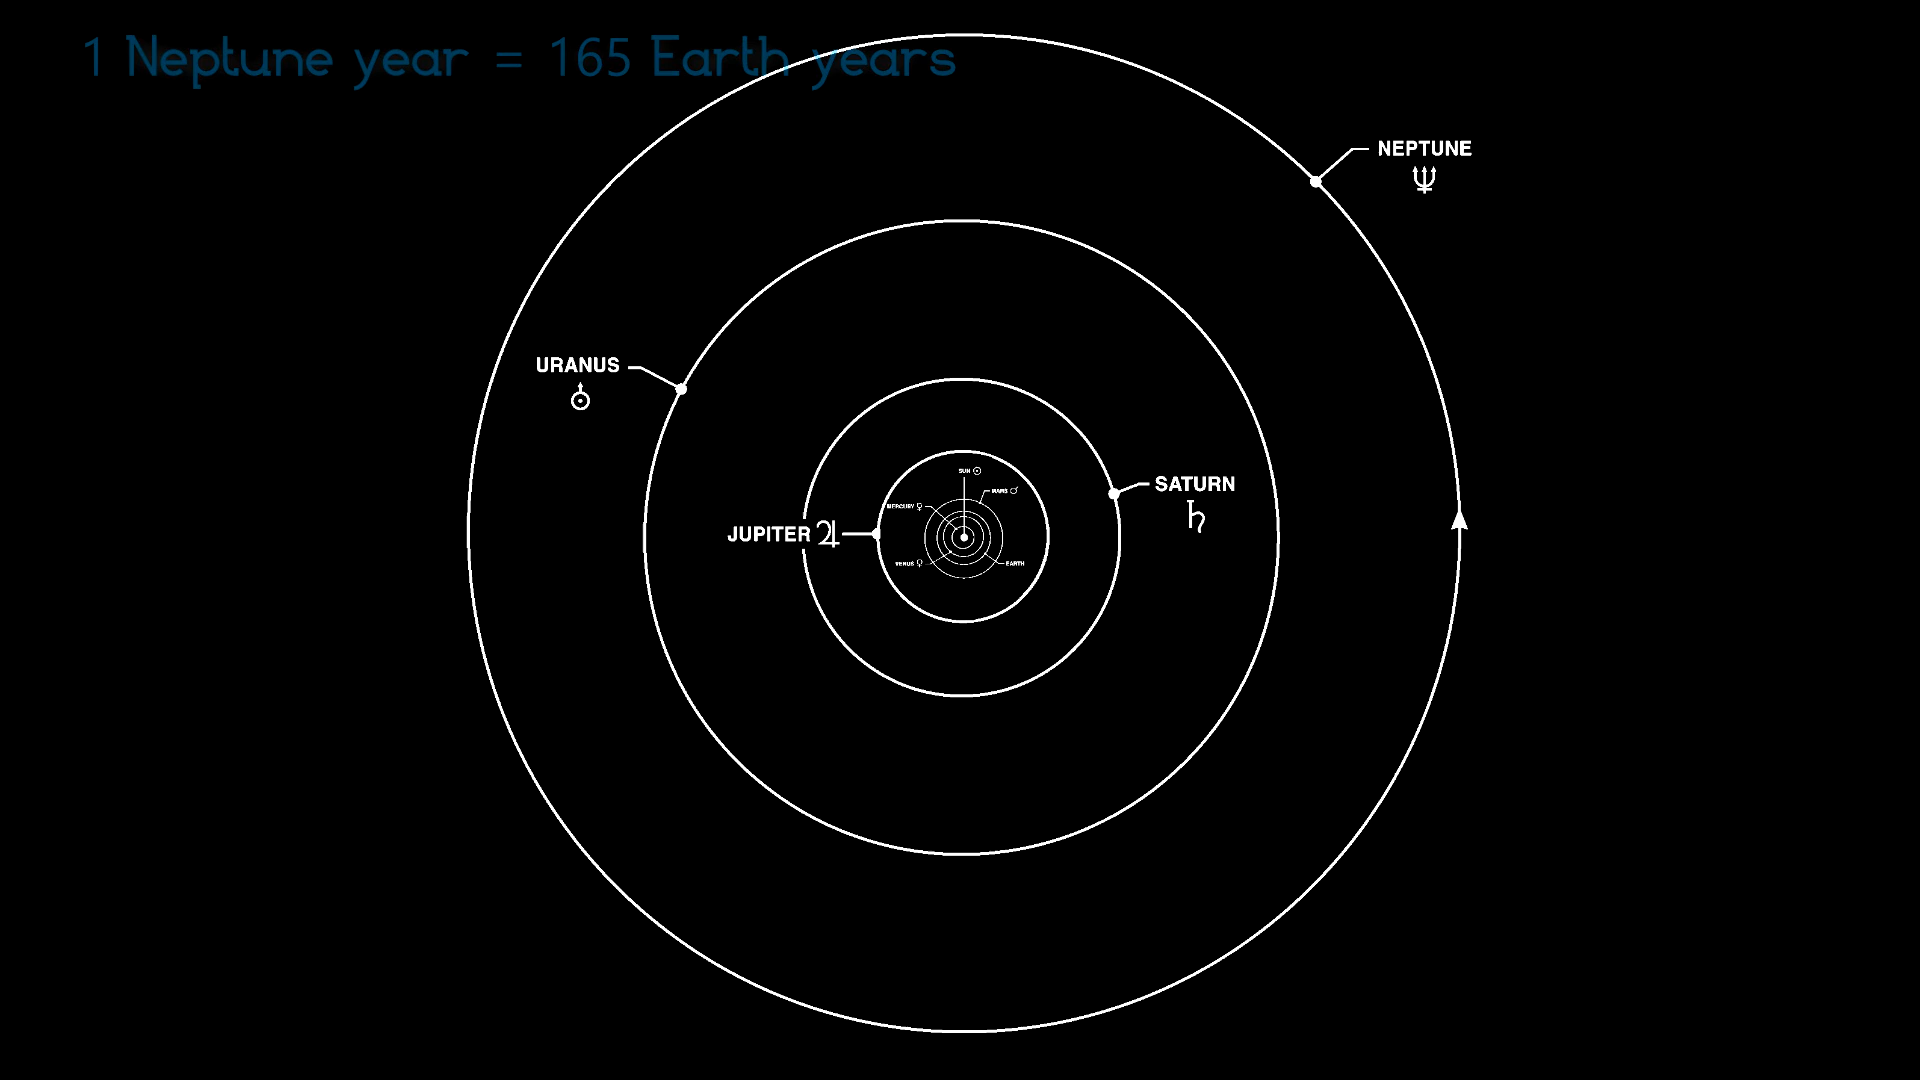 1 Neptune year = 165 Earth years
NEPTUNE
URANUS
SUN
MARS
SATURN
MERCURY
JUPITER
VENUS
EARTH